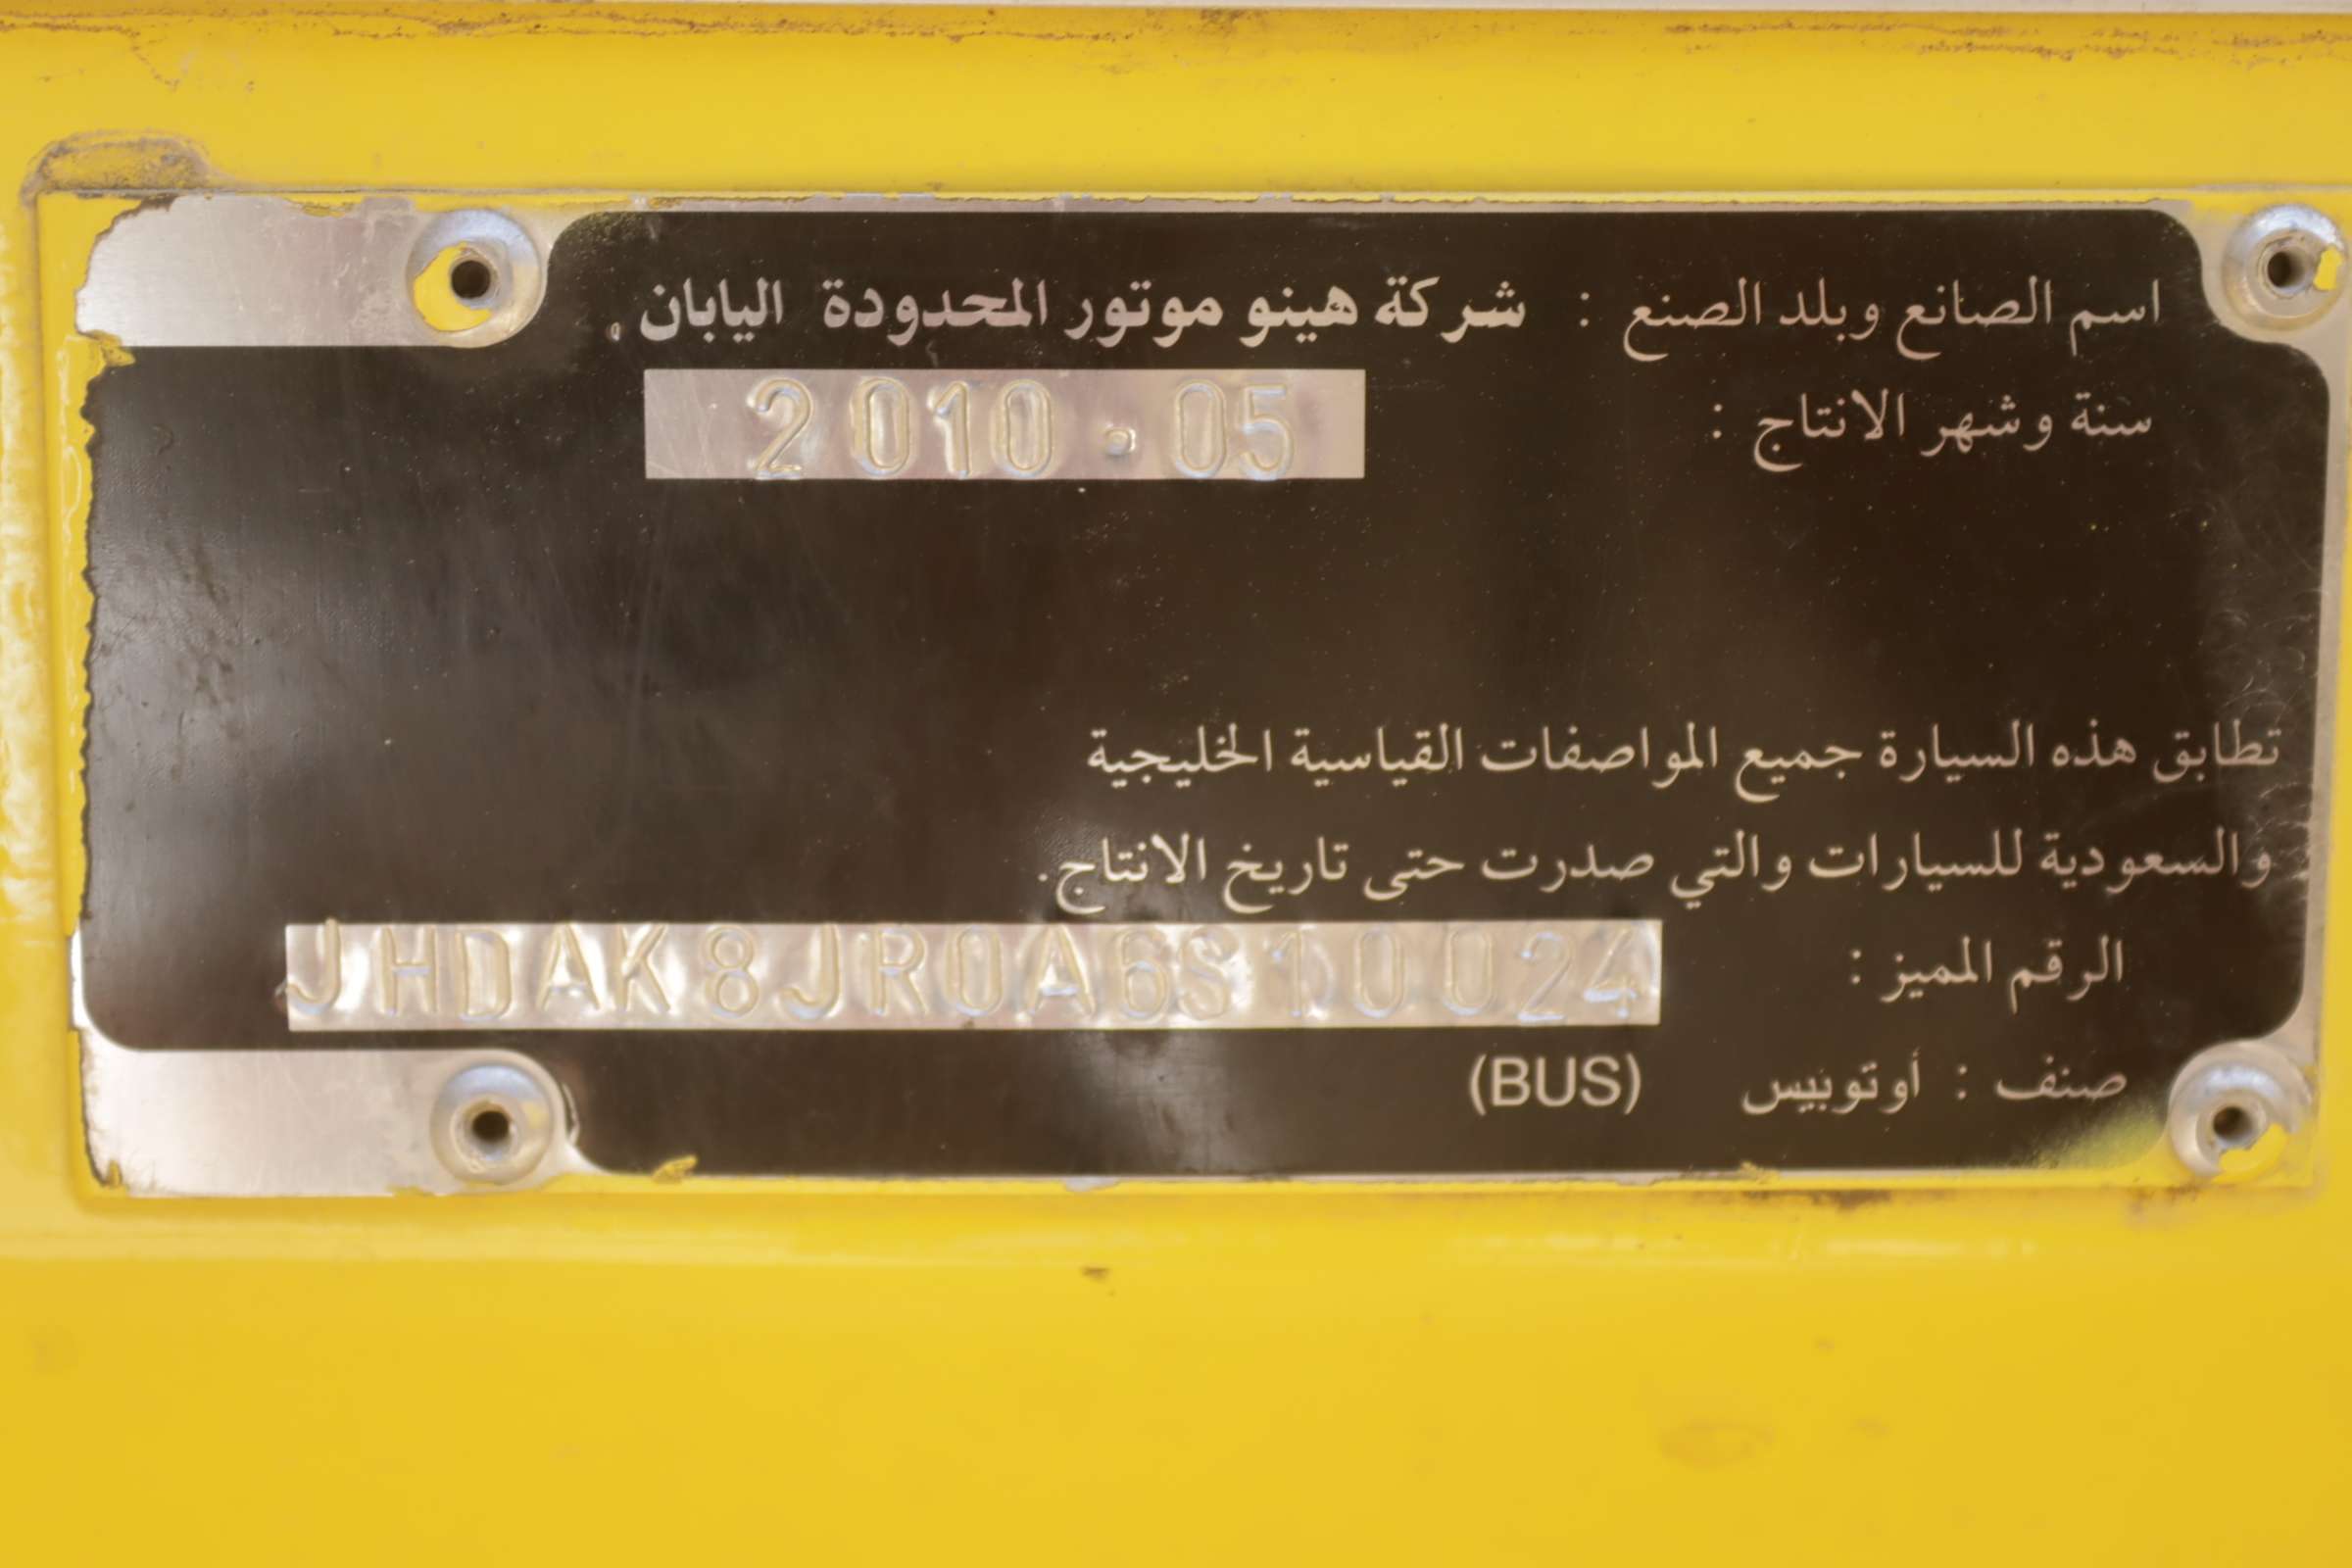 اسم الصانع وبلد الصنع : شركة هينو موتور المحدودة اليابان .
سنة وشهر الانتاج : 2010.05
تطابق هذه السيارة جميع المواصفات القياسية الخليجية
والسعودية للسيارات والتي صدرت حتى تاريخ الانتاج.
الرقم المميز : JHDAK8JR0A6S10024
صنف : أوتوبيس (BUS)